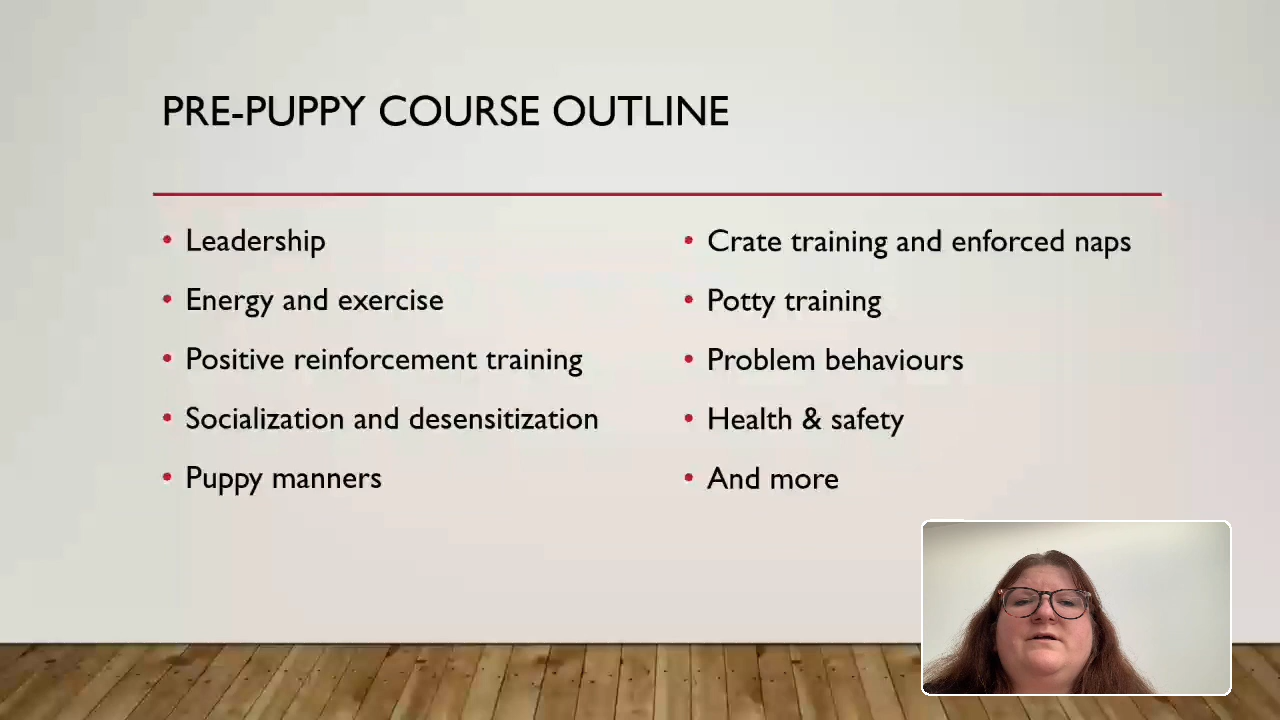 PRE-PUPPY COURSE OUTLINE
• Leadership
• Energy and exercise
• Positive reinforcement training
• Socialization and desensitization
• Puppy manners
• Crate training and enforced naps
• Potty training
• Problem behaviours
• Health & safety
• And more